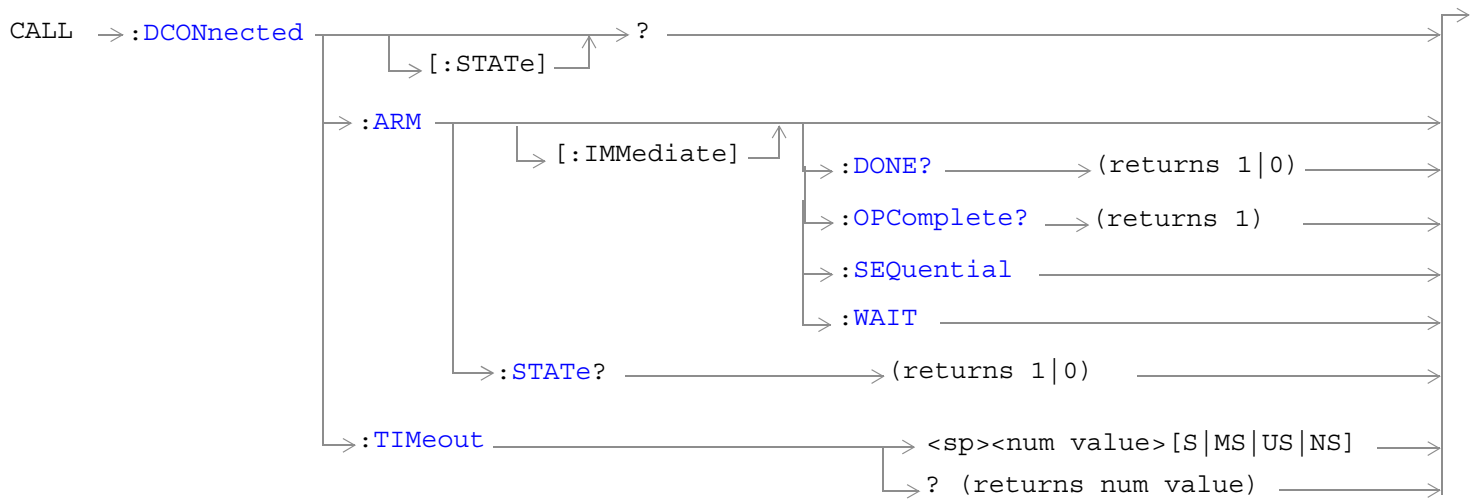 CALL :DCONnected ?
[:STATe]
:ARM
[:IMMediate]
:DONE? (returns 1|0)
:OPComplete? (returns 1)
:SEQuential
:WAIT
:STATe? (returns 1|0)
:TIMeout <sp><num value>[S|MS|US|NS]
? (returns num value)